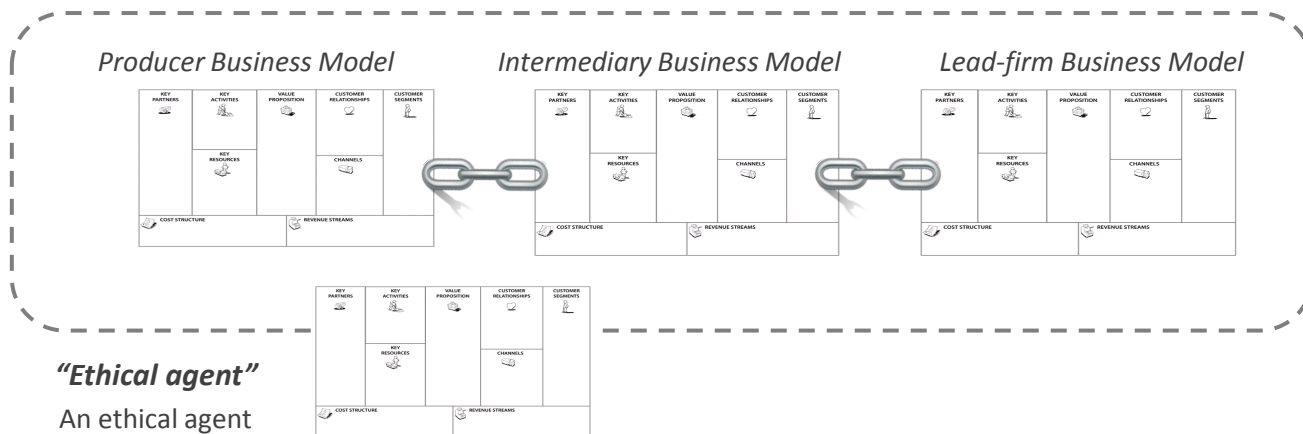 Producer Business Model
Intermediary Business Model
Lead-firm Business Model
KEY
PARTNERS
KEY
ACTIVITIES
VALUE
PROPOSITION
CUSTOMER
RELATIONSHIPS
CUSTOMER
SEGMENTS
KEY
RESOURCES
CHANNELS
COST STRUCTURE
REVENUE STREAMS
KEY
PARTNERS
KEY
ACTIVITIES
VALUE
PROPOSITION
CUSTOMER
RELATIONSHIPS
CUSTOMER
SEGMENTS
KEY
RESOURCES
CHANNELS
COST STRUCTURE
REVENUE STREAMS
KEY
PARTNERS
KEY
ACTIVITIES
VALUE
PROPOSITION
CUSTOMER
RELATIONSHIPS
CUSTOMER
SEGMENTS
KEY
RESOURCES
CHANNELS
COST STRUCTURE
REVENUE STREAMS
KEY
PARTNERS
KEY
ACTIVITIES
VALUE
PROPOSITION
CUSTOMER
RELATIONSHIPS
CUSTOMER
SEGMENTS
KEY
RESOURCES
CHANNELS
COST STRUCTURE
REVENUE STREAMS
“Ethical agent”
An ethical agent